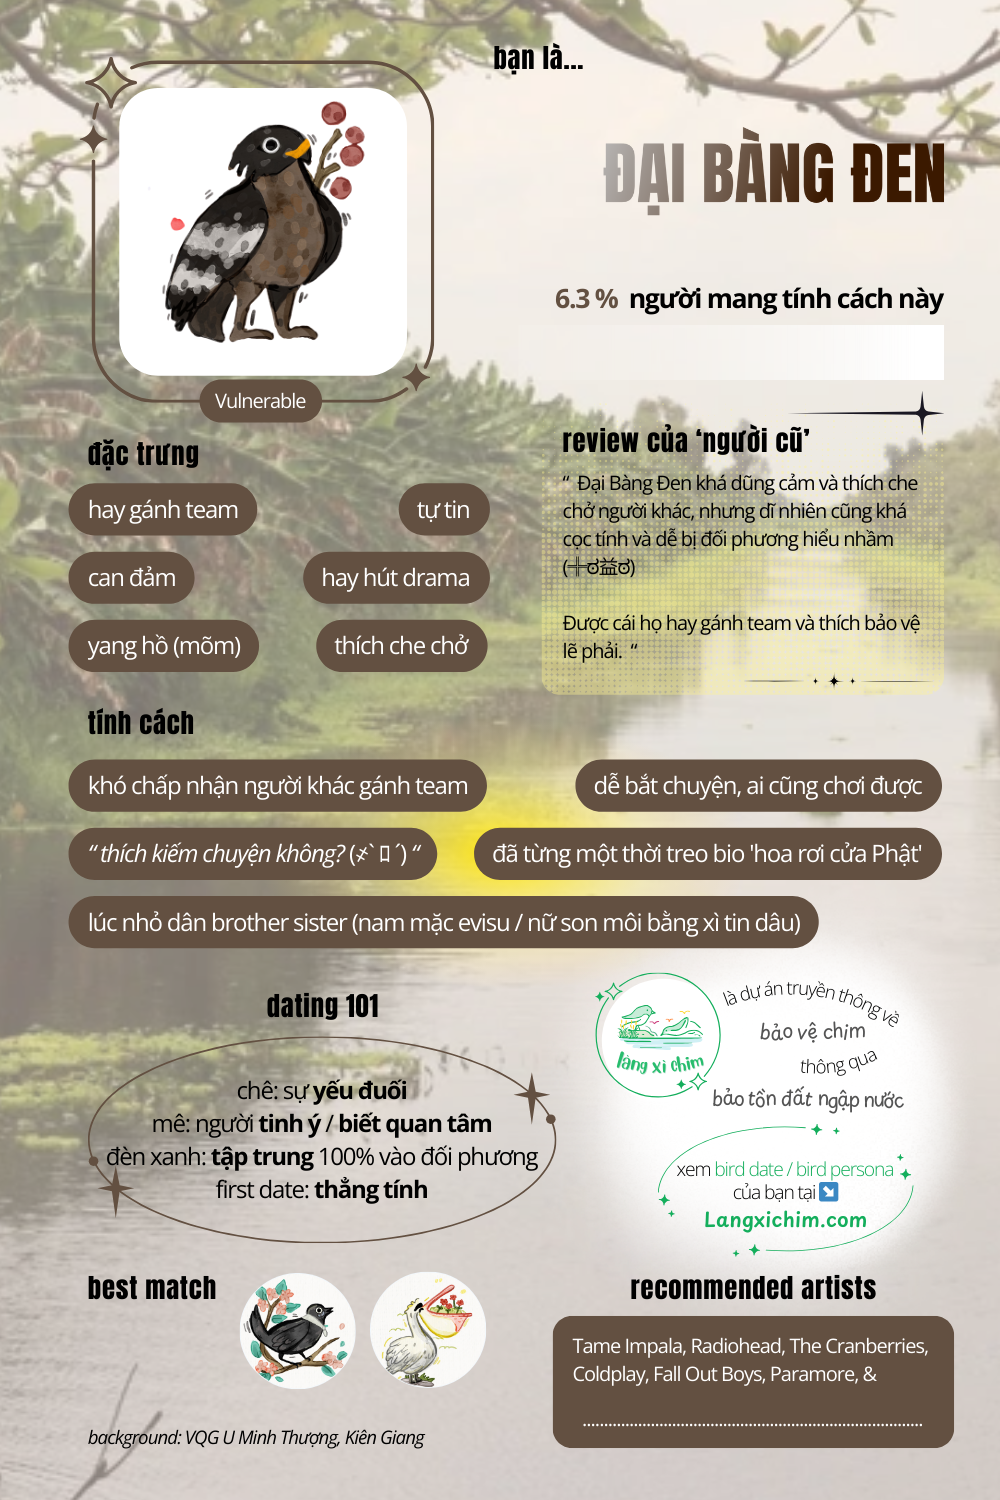 bạn là...
ĐẠI BÀNG ĐEN
6.3 % người mang tính cách này
Vulnerable
đặc trưng
hay gánh team
tự tin
can đảm
hay hút drama
yang hồ (mõm)
thích che chở
review của ‘người cũ’
“ Đại Bàng Đen khá dũng cảm và thích che
chở người khác, nhưng dĩ nhiên cũng khá
cọc tính và dễ bị đối phương hiểu nhầm
(╬ಠ益ಠ)
Được cái họ hay gánh team và thích bảo vệ
lẽ phải. “
tính cách
khó chấp nhận người khác gánh team
dễ bắt chuyện, ai cũng chơi được
“ thích kiếm chuyện không? (〆`ﾛ´) “
đã từng một thời treo bio 'hoa rơi cửa Phật'
lúc nhỏ dân brother sister (nam mặc evisu / nữ son môi bằng xì tin dâu)
dating 101
chê: sự yếu đuối
mê: người tinh ý / biết quan tâm
đèn xanh: tập trung 100% vào đối phương
first date: thẳng tính
làng xì chim
là dự án truyền thông về
bảo vệ chim
thông qua
bảo tồn đất ngập nước
xem bird date / bird persona
của bạn tại ↘️
Langxichim.com
best match
recommended artists
Tame Impala, Radiohead, The Cranberries,
Coldplay, Fall Out Boys, Paramore, &
................................................................................
background: VQG U Minh Thượng, Kiên Giang